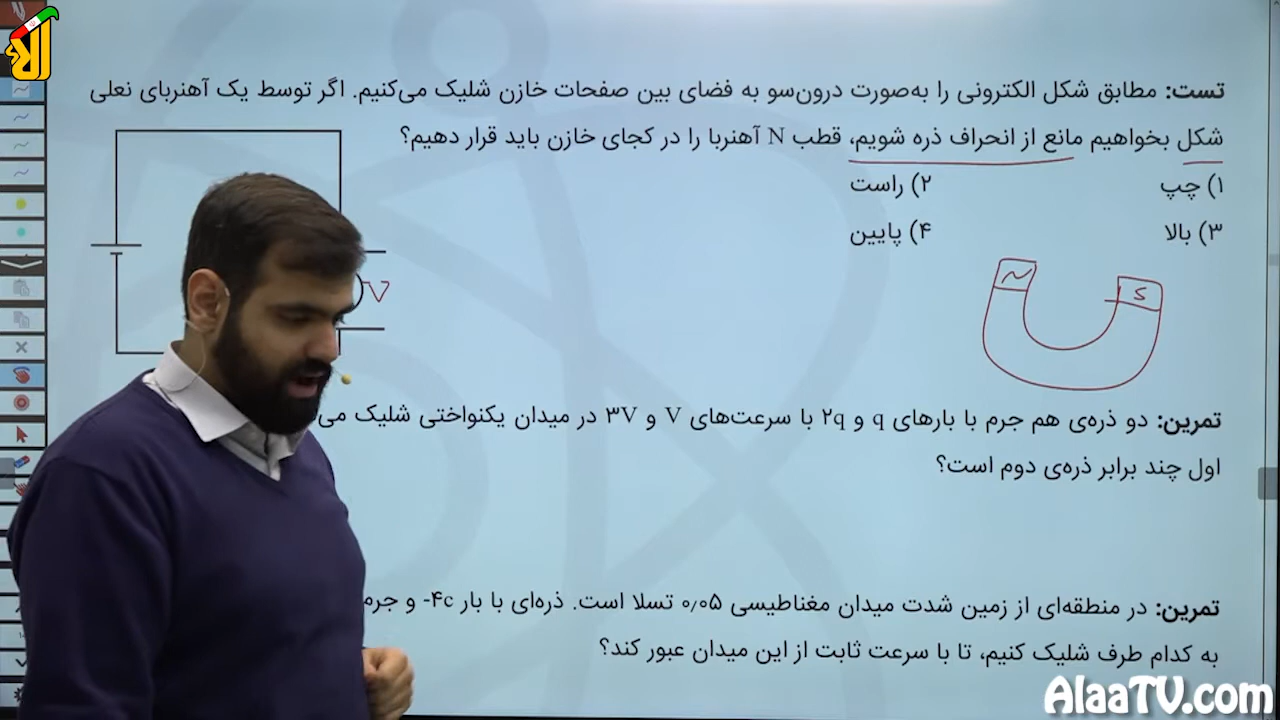 تست: مطابق شکل الکترونی را به‌صورت درون‌سو به فضای بین صفحات خازن شلیک می‌کنیم. اگر توسط یک آهنربای نعلی
شکل بخواهیم مانع از انحراف ذره شویم، قطب N آهنربا را در کجای خازن باید قرار دهیم؟
۱) چپ
۲) راست
۳) بالا
۴) پایین
N
S
V
تمرین: دو ذره‌ی هم جرم با بارهای q و ۲q با سرعت‌های V و ۳V در میدان یکنواختی شلیک می
اول چند برابر ذره‌ی دوم است؟
تمرین: در منطقه‌ای از زمین شدت میدان مغناطیسی ۰٫۰۵ تسلا است. ذره‌ای با بار ۴c- و جرم
به کدام طرف شلیک کنیم، تا با سرعت ثابت از این میدان عبور کند؟
AlaaTV.com